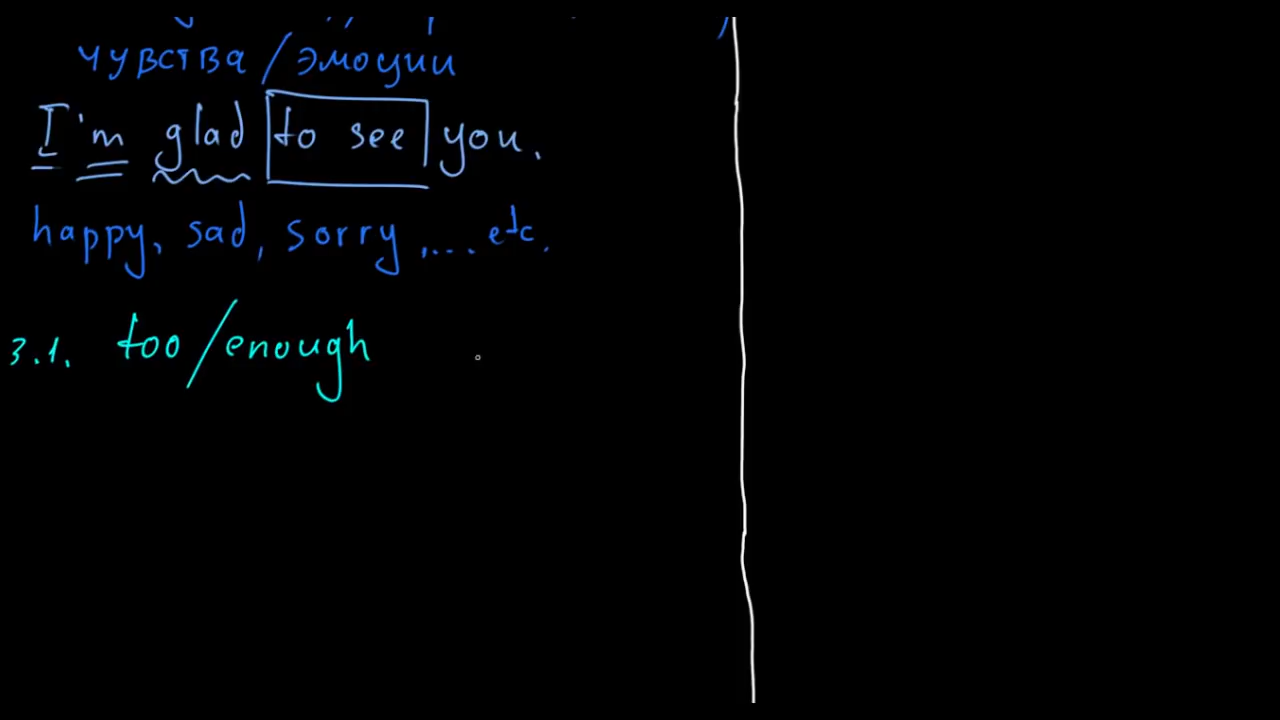 чувства / эмоции
I'm glad to see you.
happy, sad, sorry, ... etc.
3.1. too / enough